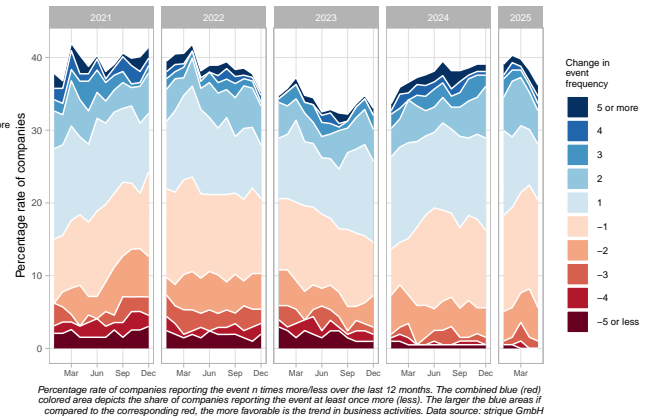 2021 2022 2023 2024 2025
Percentage rate of companies
40
30
20
10
0
Mar Jun Sep Dec Mar Jun Sep Dec Mar Jun Sep Dec Mar Jun Sep Dec Mar
ore
Change in
event
frequency
5 or more
4
3
2
1
−1
−2
−3
−4
−5 or less
Percentage rate of companies reporting the event n times more/less over the last 12 months. The combined blue (red)
colored area depicts the share of companies reporting the event at least once more (less). The larger the blue areas if
compared to the corresponding red, the more favorable is the trend in business activities. Data source: strique GmbH